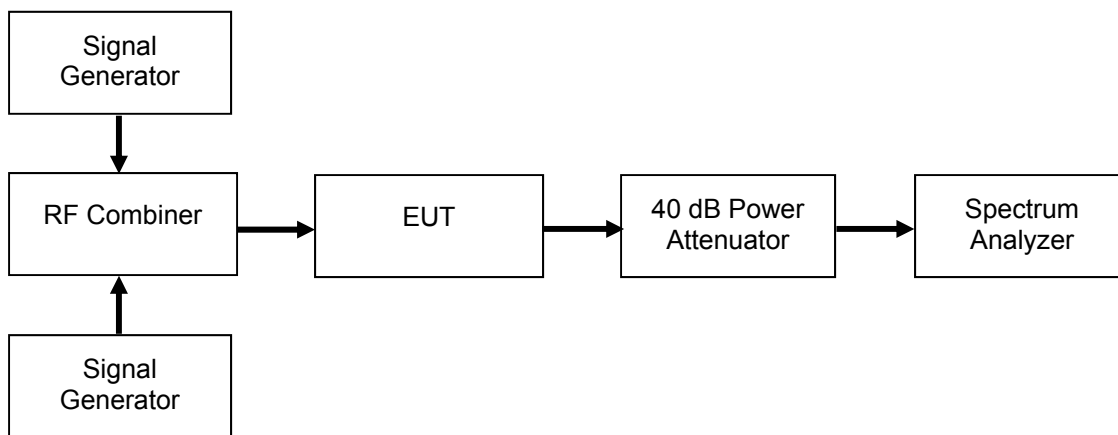 Signal
Generator
RF Combiner
EUT
40 dB Power
Attenuator
Spectrum
Analyzer
Signal
Generator